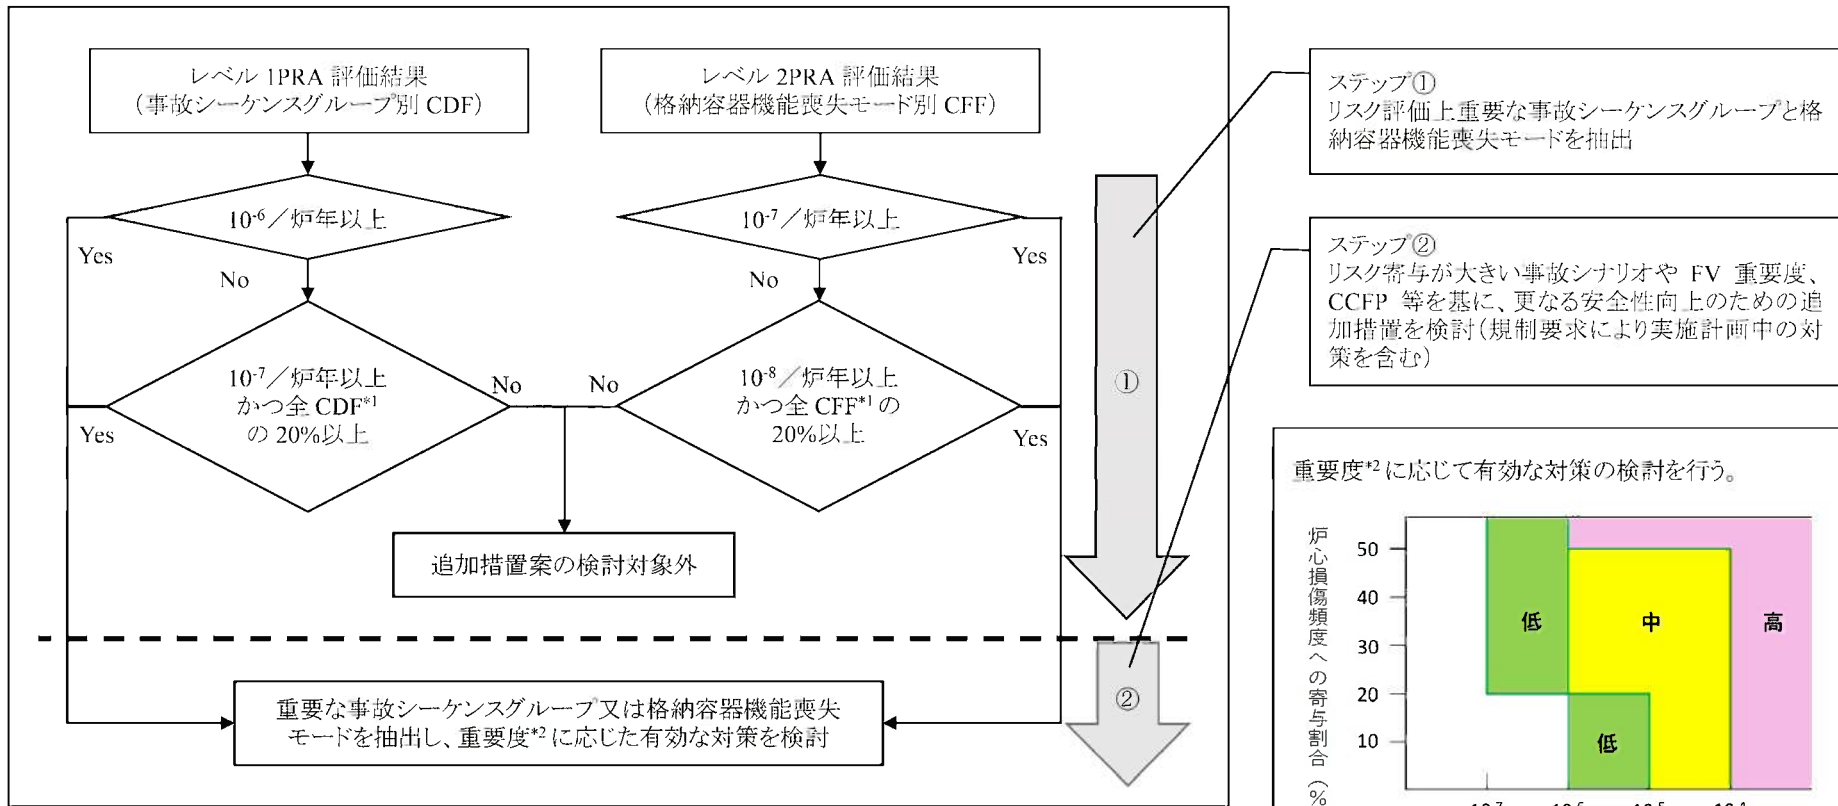 レベル 1PRA 評価結果
（事故シーケンスグループ別 CDF）
レベル 2PRA 評価結果
（格納容器機能喪失モード別 CFF）
10-6／炉年以上
10-7／炉年以上
Yes
No
No
Yes
10-7／炉年以上
かつ全 CDF*1
の 20%以上
No
No
10-8／炉年以上
かつ全 CFF*1 の
20%以上
Yes
Yes
追加措置案の検討対象外
重要な事故シーケンスグループ又は格納容器機能喪失
モードを抽出し、重要度*2 に応じた有効な対策を検討
①
②
ステップ①
リスク評価上重要な事故シーケンスグループと格
納容器機能喪失モードを抽出
ステップ②
リスク寄与が大きい事故シナリオや FV 重要度、
CCFP 等を基に、更なる安全性向上のための追
加措置を検討（規制要求により実施計画中の対
策を含む）
重要度*2 に応じて有効な対策の検討を行う。
炉心損傷頻度への寄与割合（%
50
40
30
20
10
低
中
高
低